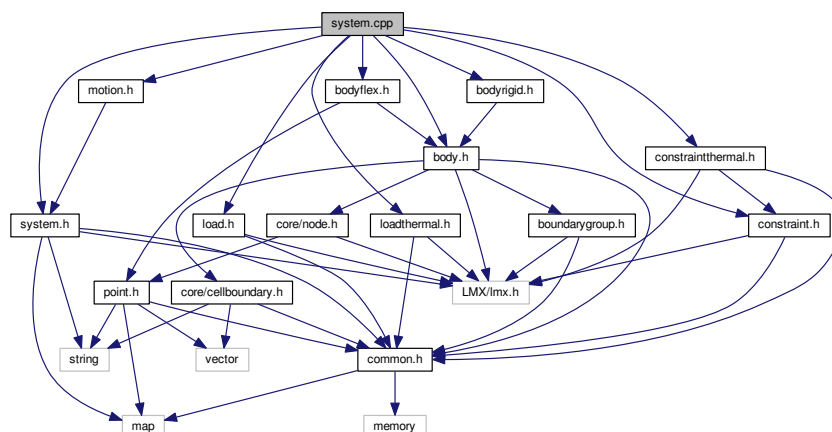 system.cpp
motion.h
bodyflex.h
bodyrigid.h
body.h
constraintthermal.h
system.h
load.h
core/node.h
loadthermal.h
boundarygroup.h
constraint.h
point.h
core/cellboundary.h
LMX/lmx.h
string
vector
common.h
map
memory